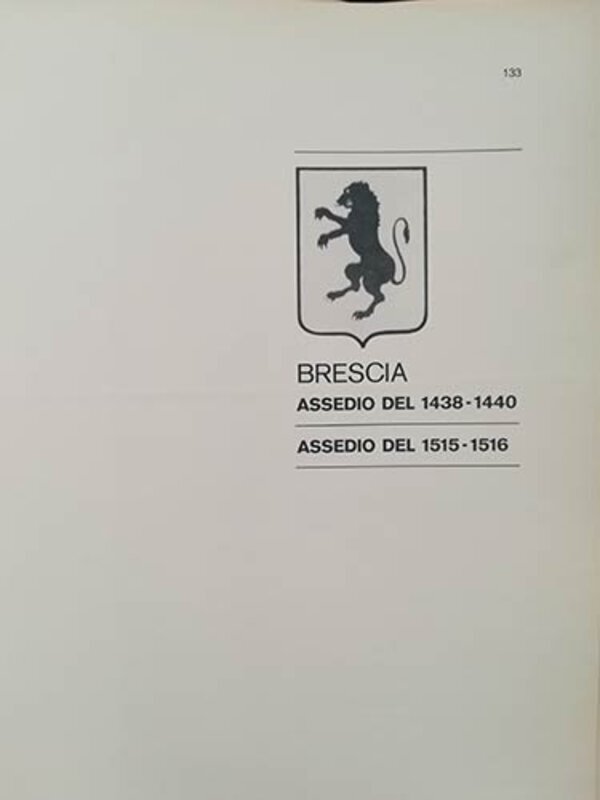 133
BRESCIA
ASSEDIO DEL 1438-1440
ASSEDIO DEL 1515-1516